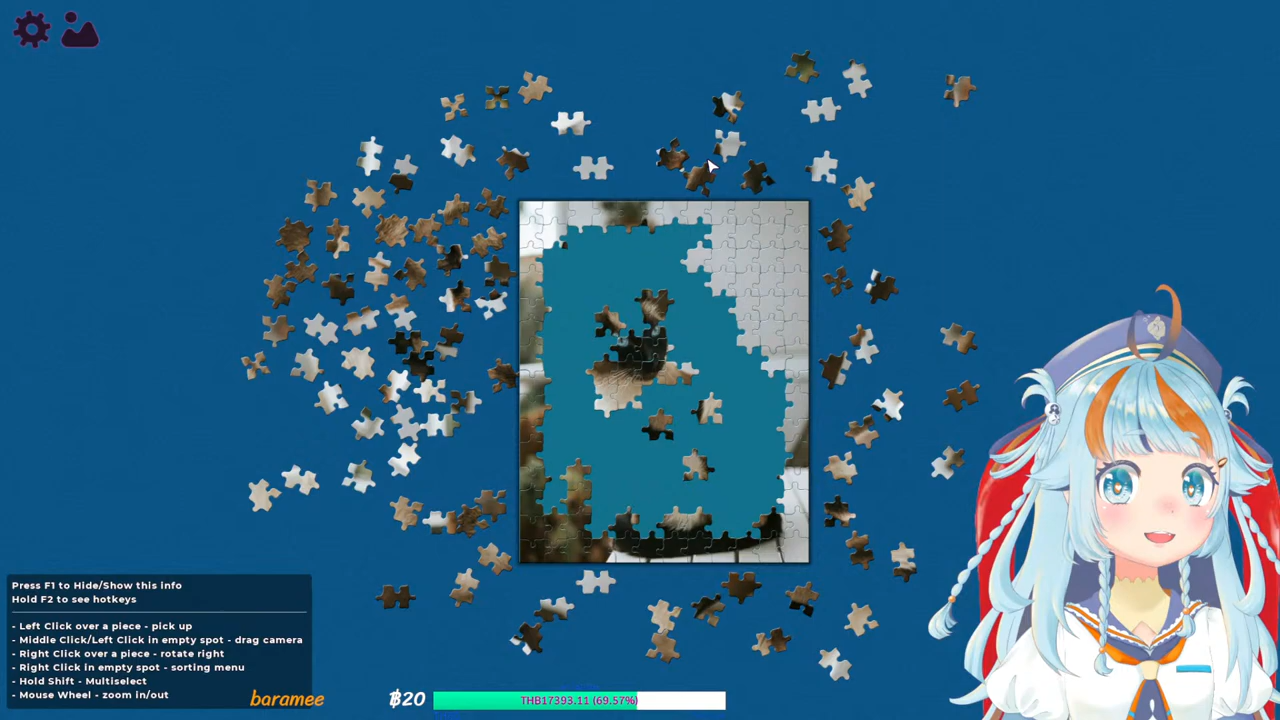 Press F1 to Hide/Show this info
Hold F2 to see hotkeys
- Left Click over a piece - pick up
- Middle Click/Left Click in empty spot - drag camera
- Right Click over a piece - rotate right
- Right Click in empty spot - sorting menu
- Hold Shift - Multiselect
- Mouse Wheel - zoom in/out
baramee
฿20
THB17393.11 (69.57%)